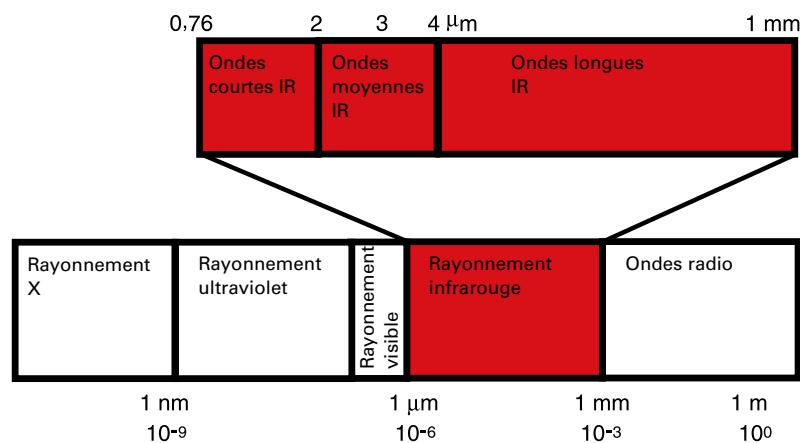 0,76 2 3 4 µm 1 mm
Ondes
courtes IR
Ondes
moyennes
IR
Ondes longues
IR
Rayonnement
X
Rayonnement
ultraviolet
Rayonnement
visible
Rayonnement
infrarouge
Ondes radio
1 nm 1 µm 1 mm 1 m
10⁻⁹ 10⁻⁶ 10⁻³ 10⁰